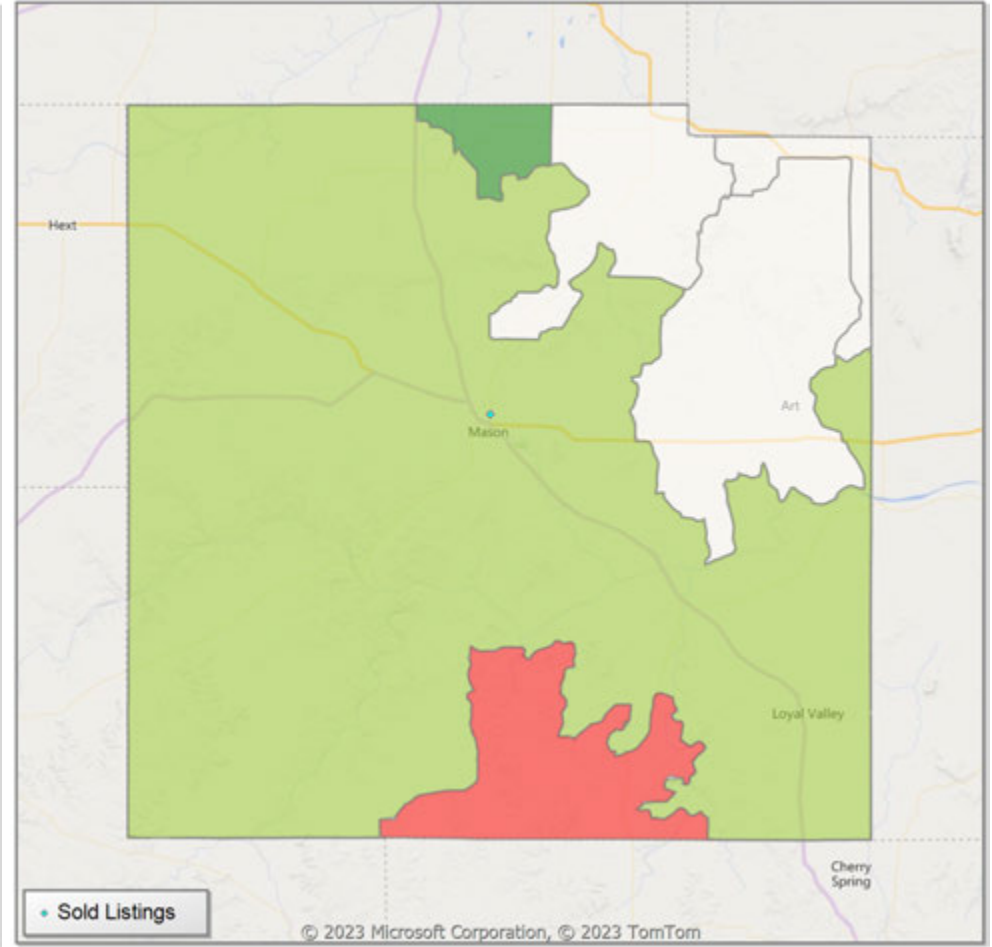 Hext
Art
Mason
Loyal Valley
Cherry
Spring
Sold Listings
© 2023 Microsoft Corporation, © 2023 TomTom